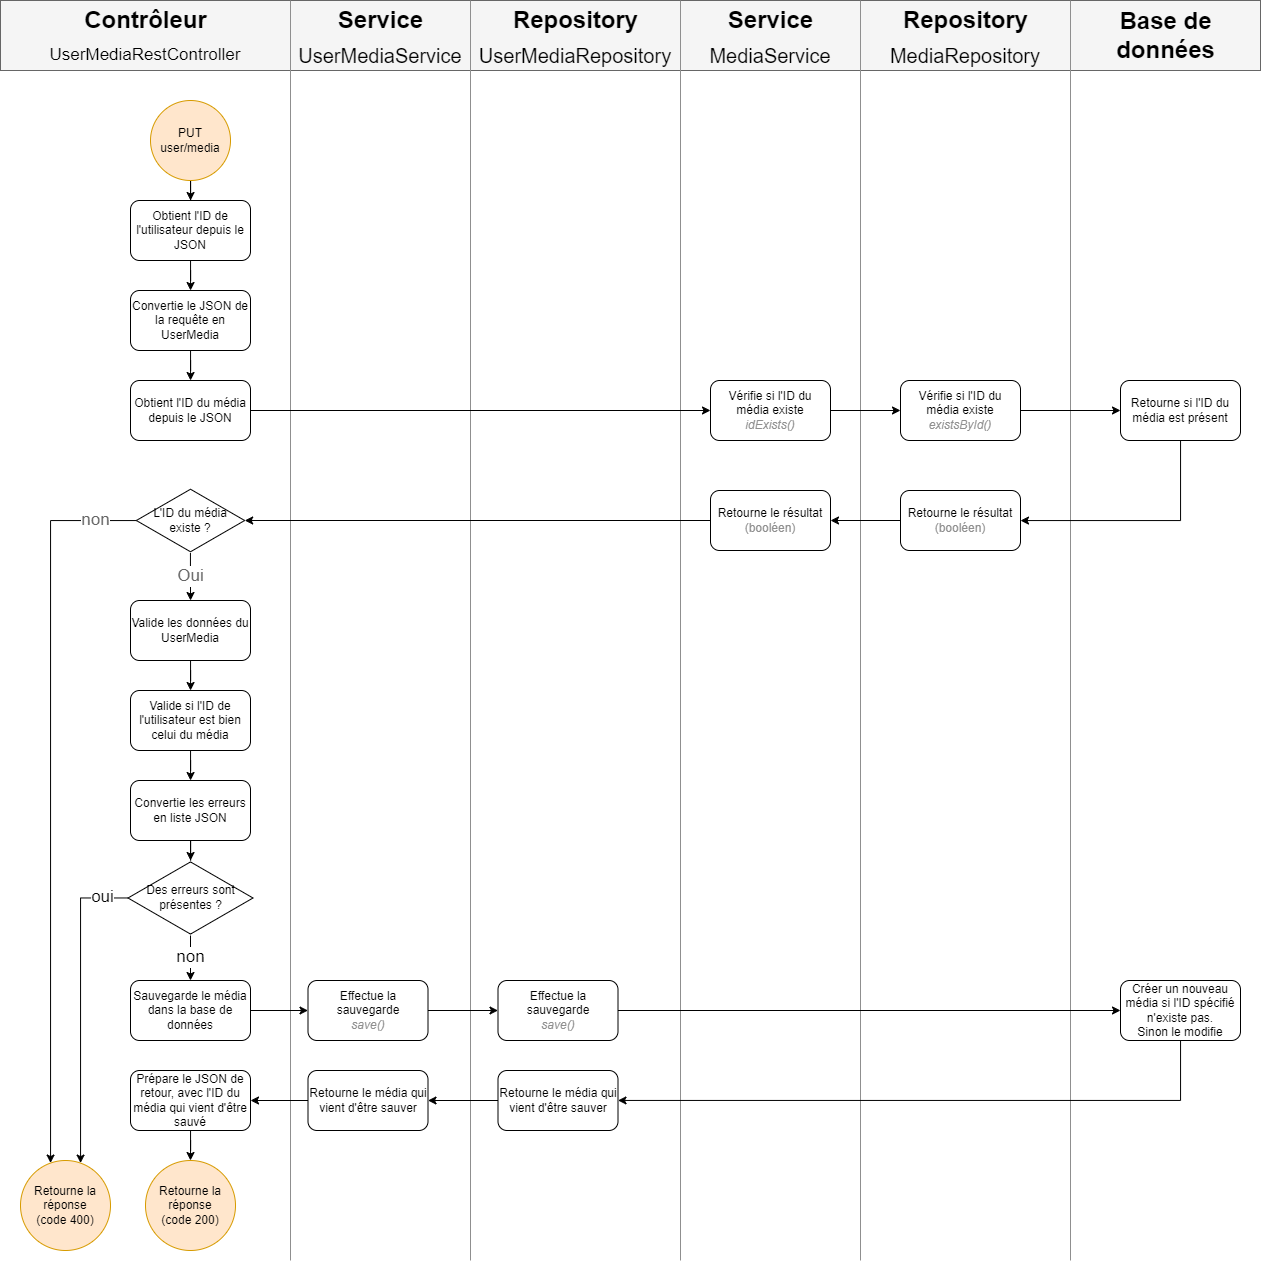 Contrôleur
UserMediaRestController
Service
UserMediaService
Repository
UserMediaRepository
Service
MediaService
Repository
MediaRepository
Base de
données
PUT
user/media
Obtient l'ID de
l'utilisateur depuis le
JSON
Convertie le JSON de
la requête en
UserMedia
Obtient l'ID du média
depuis le JSON
Vérifie si l'ID du
média existe
idExists()
Vérifie si l'ID du
média existe
existsById()
Retourne si l'ID du
média est présent
non
L'ID du média
existe ?
Retourne le résultat
(booléen)
Retourne le résultat
(booléen)
Oui
Valide les données du
UserMedia
Valide si l'ID de
l'utilisateur est bien
celui du média
Convertie les erreurs
en liste JSON
oui
Des erreurs sont
présentes ?
non
Sauvegarde le média
dans la base de
données
Effectue la
sauvegarde
save()
Effectue la
sauvegarde
save()
Créer un nouveau
média si l'ID spécifié
n'existe pas.
Sinon le modifie
Prépare le JSON de
retour, avec l'ID du
média qui vient d'être
sauvé
Retourne le média qui
vient d'être sauver
Retourne le média qui
vient d'être sauver
Retourne la
réponse
(code 400)
Retourne la
réponse
(code 200)